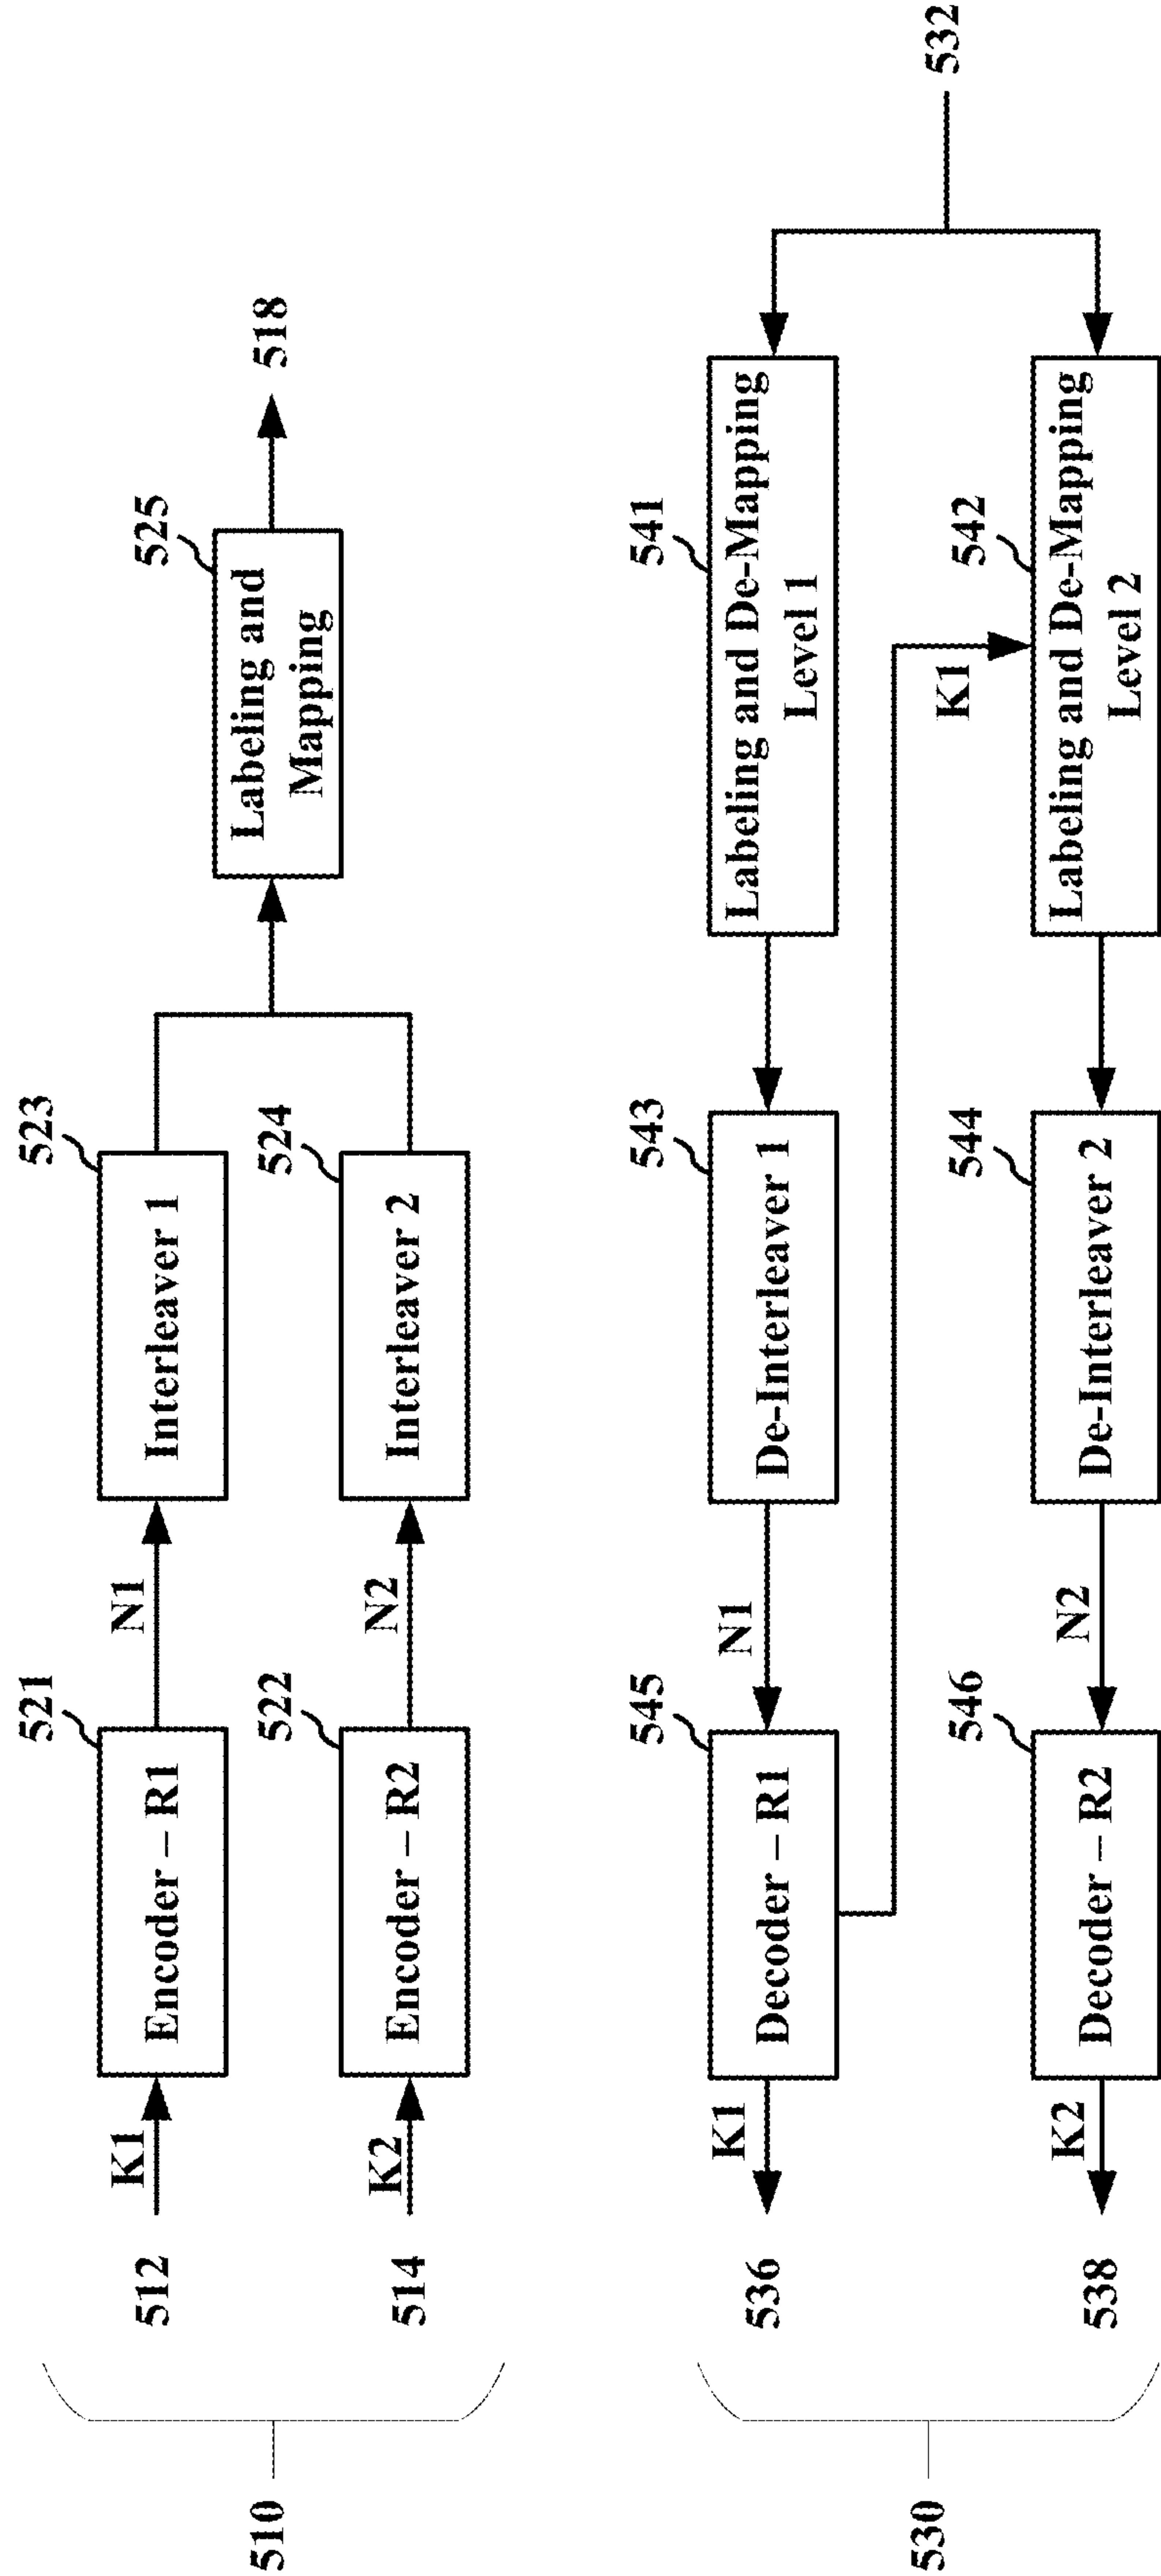 510
512
K1
521
Encoder – R1
N1
523
Interleaver 1
514
K2
522
Encoder – R2
N2
524
Interleaver 2
525
Labeling and
Mapping
518
530
536
K1
545
Decoder – R1
N1
543
De-Interleaver 1
541
Labeling and De-Mapping
Level 1
532
K1
538
K2
546
Decoder – R2
N2
544
De-Interleaver 2
542
Labeling and De-Mapping
Level 2